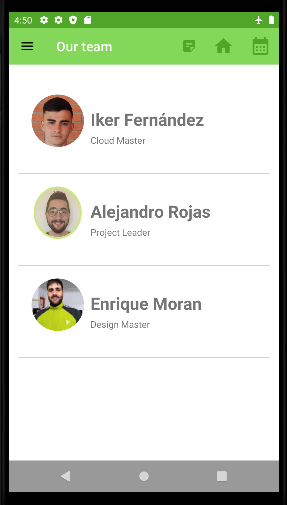 4:50
Our team
Iker Fernández
Cloud Master
Alejandro Rojas
Project Leader
Enrique Moran
Design Master